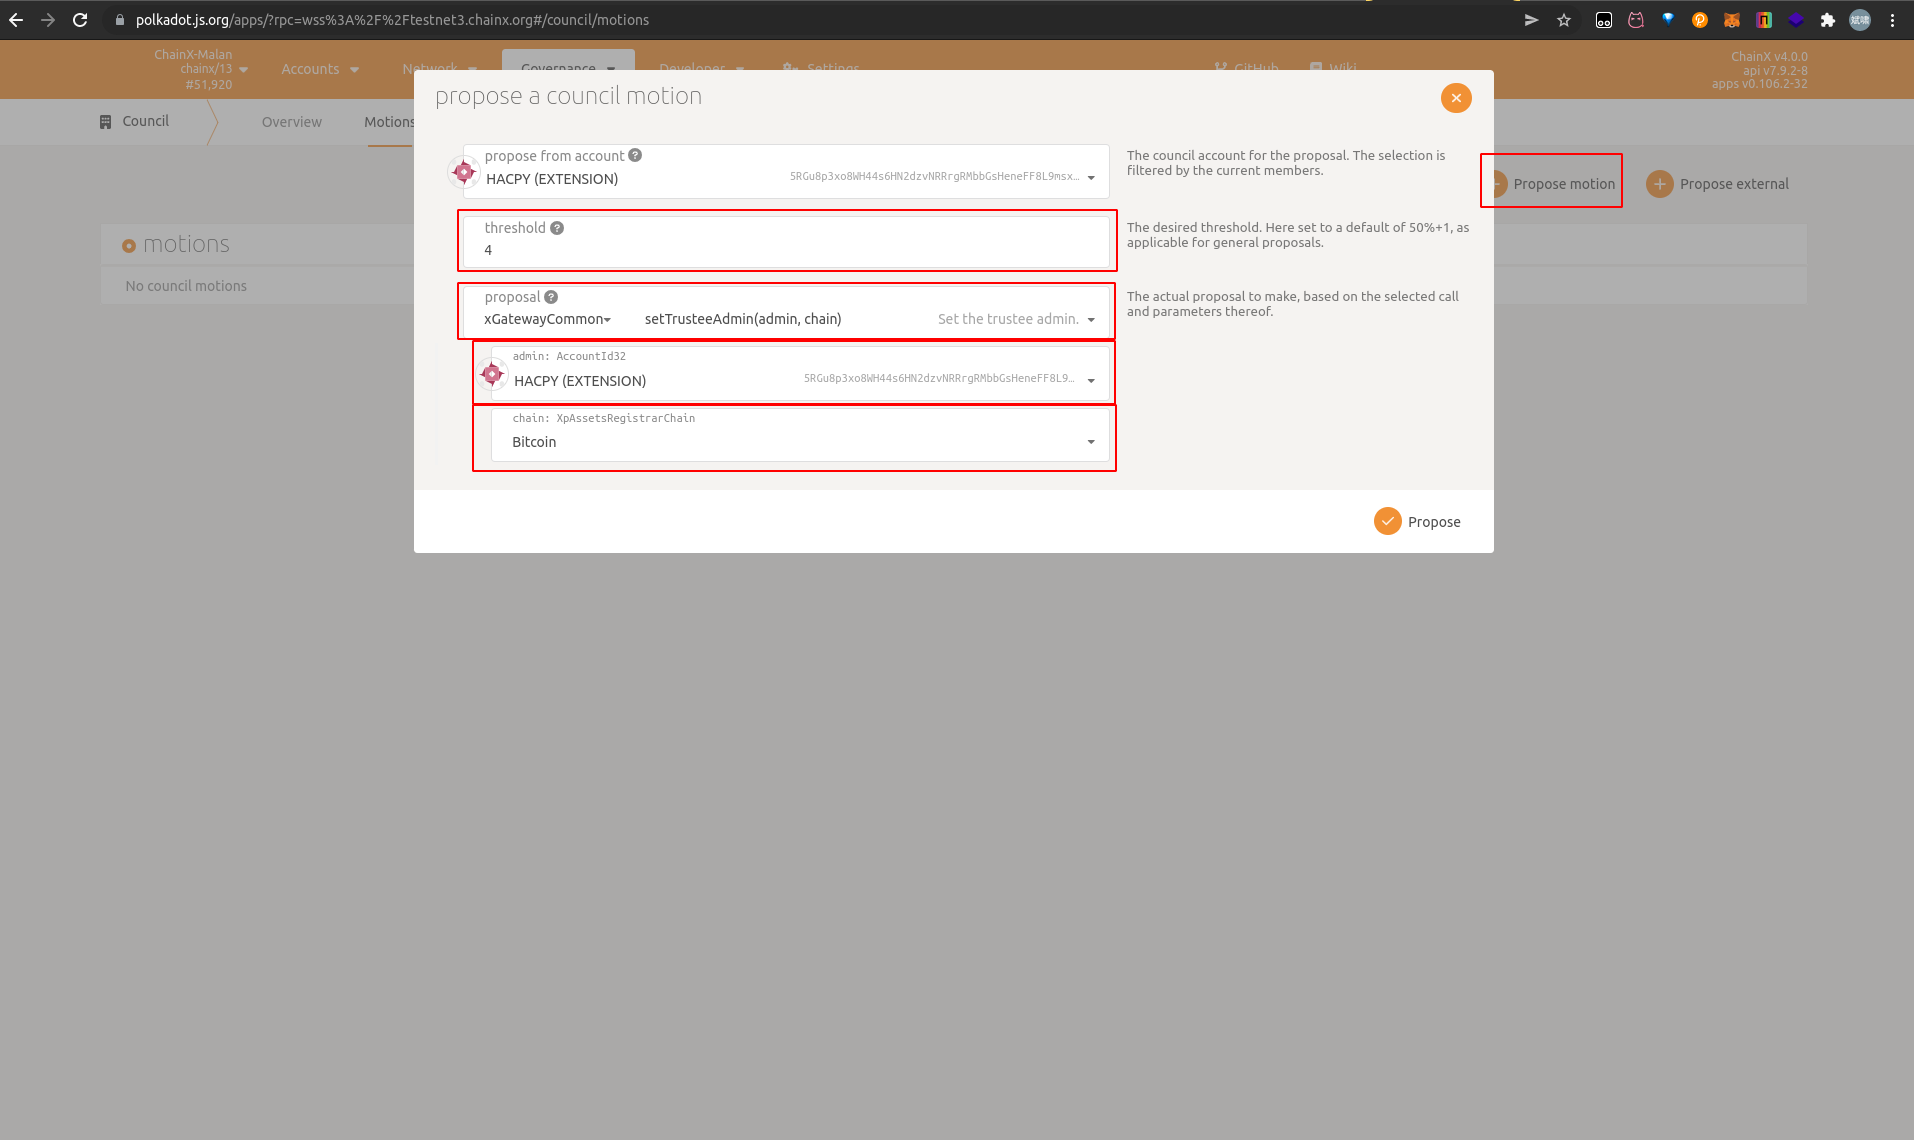 polkadot.js.org/apps/?rpc=wss%3A%2F%2Ftestnet3.chainx.org#/council/motions
斌啸
ChainX-Malan
chainx/13
#51,920
Accounts
Network
Governance
Developer
Settings
GitHub
Wiki
ChainX v4.0.0
api v7.9.2-8
apps v0.106.2-32
Council
Overview
Motions
propose a council motion
propose from account
HACPY (EXTENSION)
5RGu8p3xo8WH44s6HN2dzvNRRrgRMbbGsHeneFF8L9msx…
The council account for the proposal. The selection is
filtered by the current members.
Propose motion
Propose external
threshold
4
The desired threshold. Here set to a default of 50%+1, as
applicable for general proposals.
motions
No council motions
proposal
xGatewayCommon
setTrusteeAdmin(admin, chain)
Set the trustee admin.
The actual proposal to make, based on the selected call
and parameters thereof.
admin: AccountId32
HACPY (EXTENSION)
5RGu8p3xo8WH44s6HN2dzvNRRrgRMbbGsHeneFF8L9…
chain: XpAssetsRegistrarChain
Bitcoin
Propose